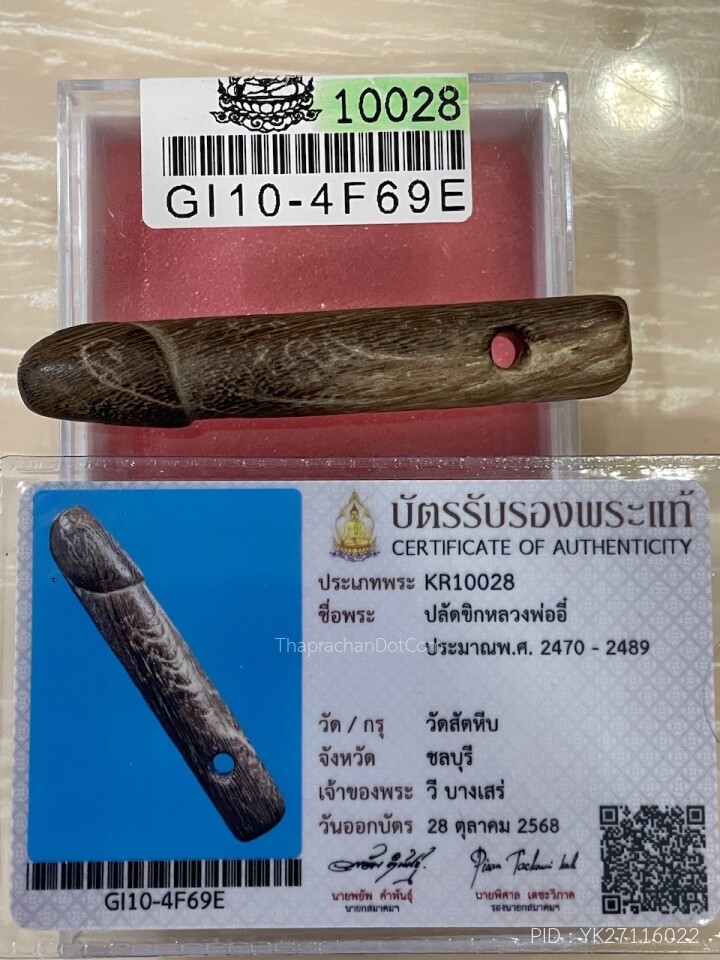 10028
GI10-4F69E
บัตรรับรองพระแท้
CERTIFICATE OF AUTHENTICITY
ประเภทพระ KR10028
ชื่อพระ ปลัดขิกหลวงพ่ออี๋
ThaprachanDotCom
ประมาณพ.ศ. 2470 - 2489
วัด / กรุ วัดสัตหีบ
จังหวัด ชลบุรี
เจ้าของพระ วี บางเสร่
วันออกบัตร 28 ตุลาคม 2568
นายพยัพ คำพันธุ์
นายกสมาคมฯ
นายพิศาล เตชะวิภาค
รองนายกสมาคมฯ
GI10-4F69E
PID : YK27116022